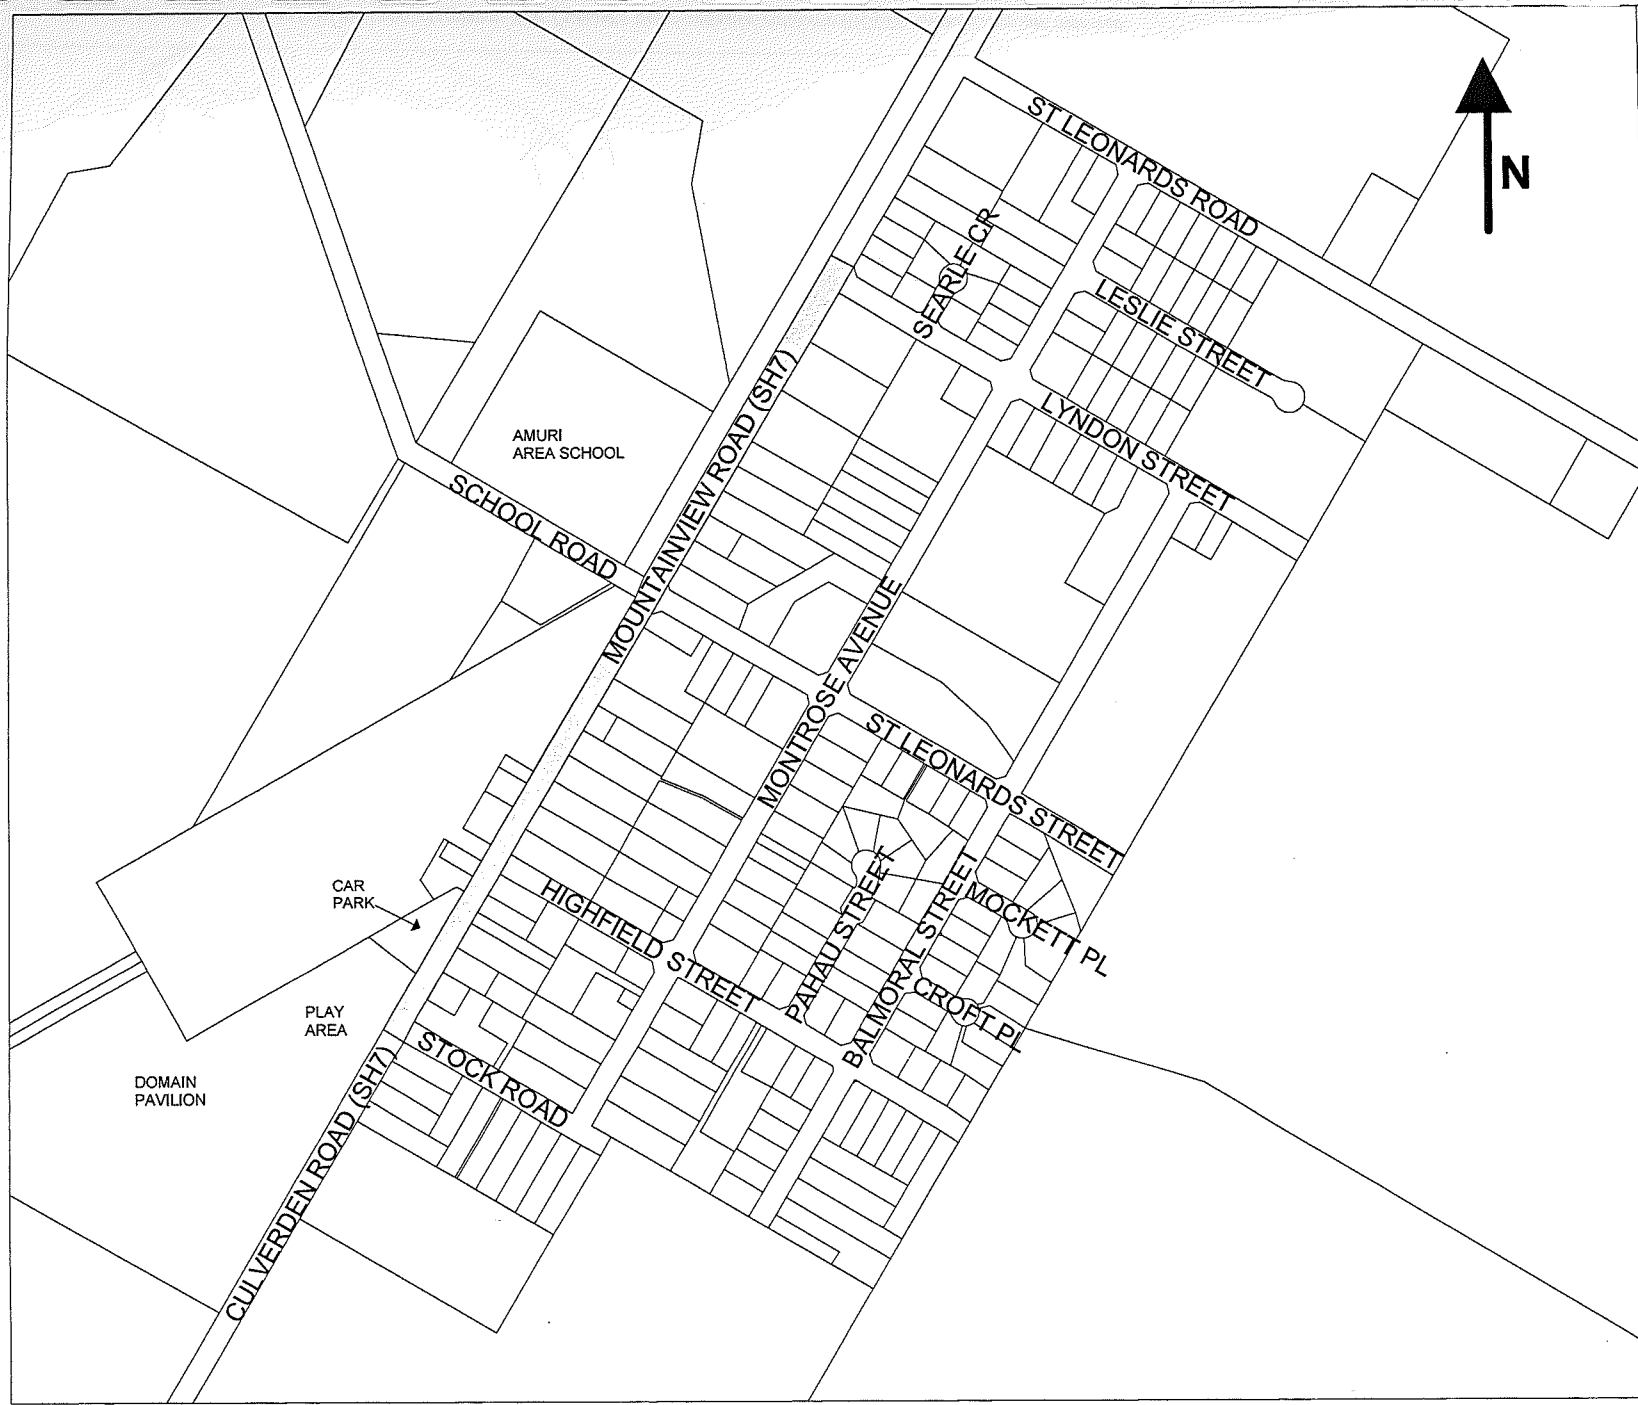 ST LEONARDS ROAD
N
SEARLE CR
LESLIE STREET
MOUNTAINVIEW ROAD (SH7)
LYNDON STREET
AMURI
AREA SCHOOL
SCHOOL ROAD
MONTROSE AVENUE
ST LEONARDS STREET
CAR
PARK
HIGHFIELD STREET
PAHAU STREET
BALMORAL STREET
MOCKETT PL
CROFT PL
PLAY
AREA
STOCK ROAD
DOMAIN
PAVILION
CULVERDEN ROAD (SH7)